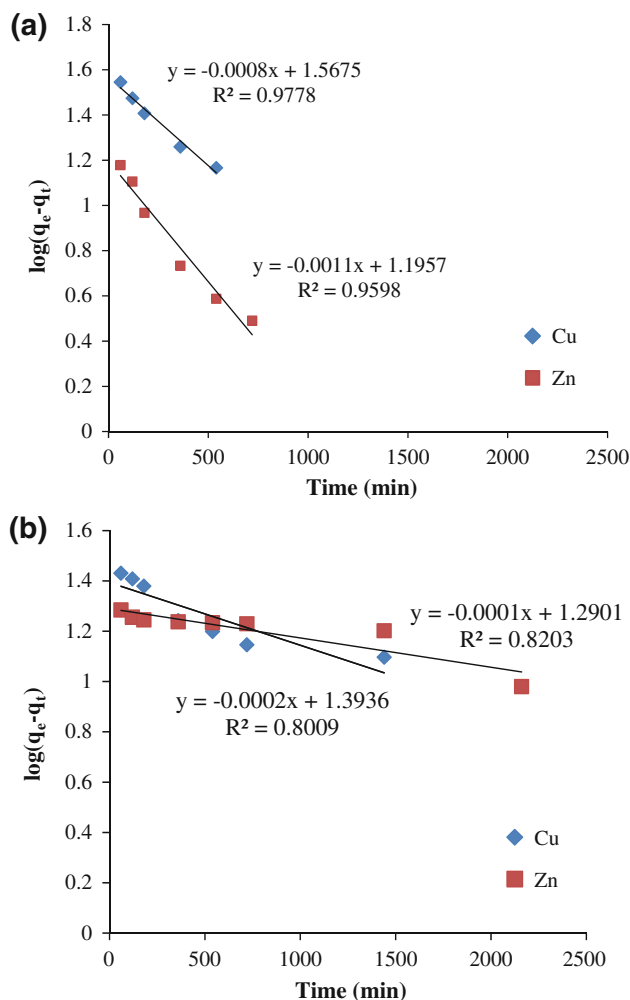 (a)
1.8
1.6
1.4
1.2
1
0.8
0.6
0.4
0.2
0
log(q_e-q_t)
y = -0.0008x + 1.5675
R² = 0.9778
y = -0.0011x + 1.1957
R² = 0.9598
Cu
Zn
0 500 1000 1500 2000 2500
Time (min)
(b)
1.6
1.4
1.2
1
0.8
0.6
0.4
0.2
0
log(q_e-q_t)
y = -0.0001x + 1.2901
R² = 0.8203
y = -0.0002x + 1.3936
R² = 0.8009
Cu
Zn
0 500 1000 1500 2000 2500
Time (min)